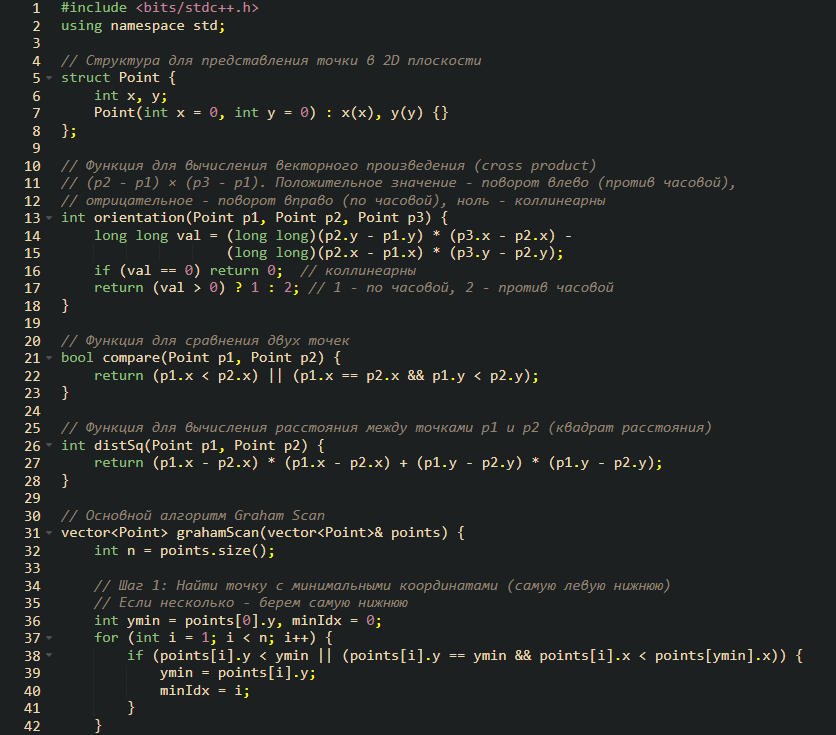 1 #include <bits/stdc++.h>
2 using namespace std;
3
4 // Структура для представления точки в 2D плоскости
5 struct Point {
6     int x, y;
7     Point(int x = 0, int y = 0) : x(x), y(y) {}
8 };
9
10 // Функция для вычисления векторного произведения (cross product)
11 // (p2 - p1) × (p3 - p1). Положительное значение - поворот влево (против часовой),
12 // отрицательное - поворот вправо (по часовой), ноль - коллинеарны
13 int orientation(Point p1, Point p2, Point p3) {
14     long long val = (long long)(p2.y - p1.y) * (p3.x - p2.x) -
15                     (long long)(p2.x - p1.x) * (p3.y - p2.y);
16     if (val == 0) return 0;  // коллинеарны
17     return (val > 0) ? 1 : 2; // 1 - по часовой, 2 - против часовой
18 }
19
20 // Функция для сравнения двух точек
21 bool compare(Point p1, Point p2) {
22     return (p1.x < p2.x) || (p1.x == p2.x && p1.y < p2.y);
23 }
24
25 // Функция для вычисления расстояния между точками p1 и p2 (квадрат расстояния)
26 int distSq(Point p1, Point p2) {
27     return (p1.x - p2.x) * (p1.x - p2.x) + (p1.y - p2.y) * (p1.y - p2.y);
28 }
29
30 // Основной алгоритм Graham Scan
31 vector<Point> grahamScan(vector<Point>& points) {
32     int n = points.size();
33
34     // Шаг 1: Найти точку с минимальными координатами (самую левую нижнюю)
35     // Если несколько - берем самую нижнюю
36     int ymin = points[0].y, minIdx = 0;
37     for (int i = 1; i < n; i++) {
38         if (points[i].y < ymin || (points[i].y == ymin && points[i].x < points[ymin].x)) {
39             ymin = points[i].y;
40             minIdx = i;
41         }
42     }